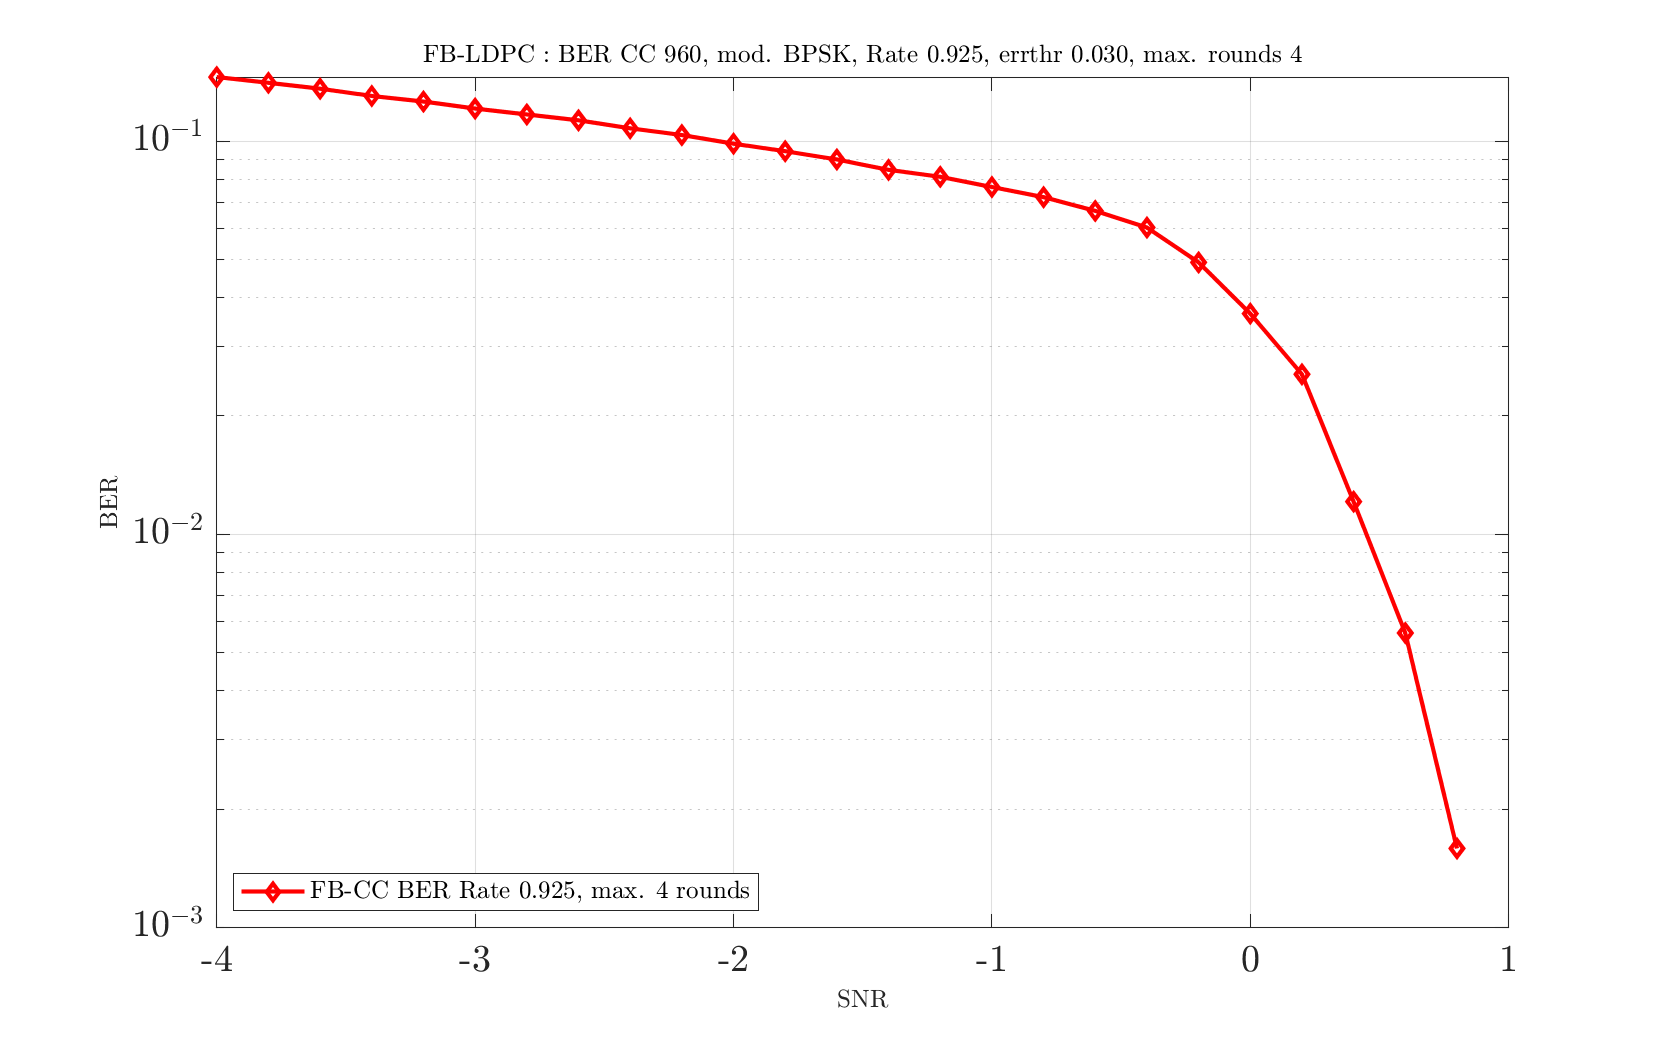 FB-LDPC : BER CC 960, mod. BPSK, Rate 0.925, errthr 0.030, max. rounds 4
10^{-1}
10^{-2}
10^{-3}
BER
FB-CC BER Rate 0.925, max. 4 rounds
-4 -3 -2 -1 0 1
SNR